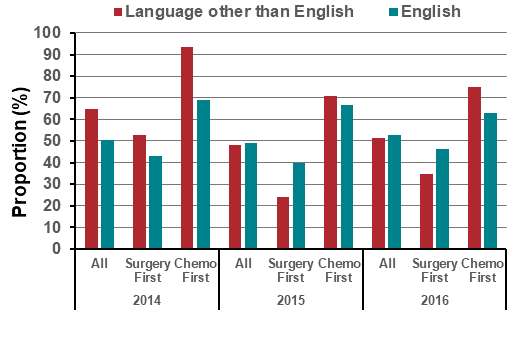 Language other than English English
100
90
80
70
60
50
40
30
20
10
0
Proportion (%)
All Surgery First Chemo First All Surgery First Chemo First All Surgery First Chemo First
2014 2015 2016